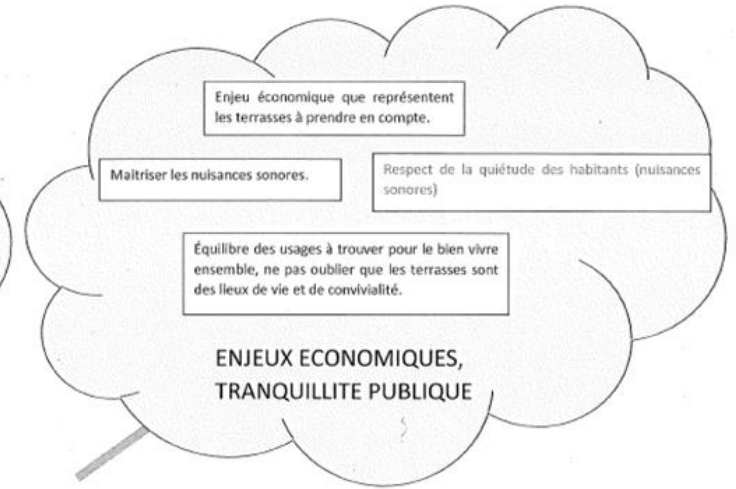 Enjeu économique que représentent
les terrasses à prendre en compte.
Maîtriser les nuisances sonores.
Respect de la quiétude des habitants (nuisances
sonores)
Équilibre des usages à trouver pour le bien vivre
ensemble, ne pas oublier que les terrasses sont
des lieux de vie et de convivialité.
ENJEUX ECONOMIQUES,
TRANQUILLITE PUBLIQUE